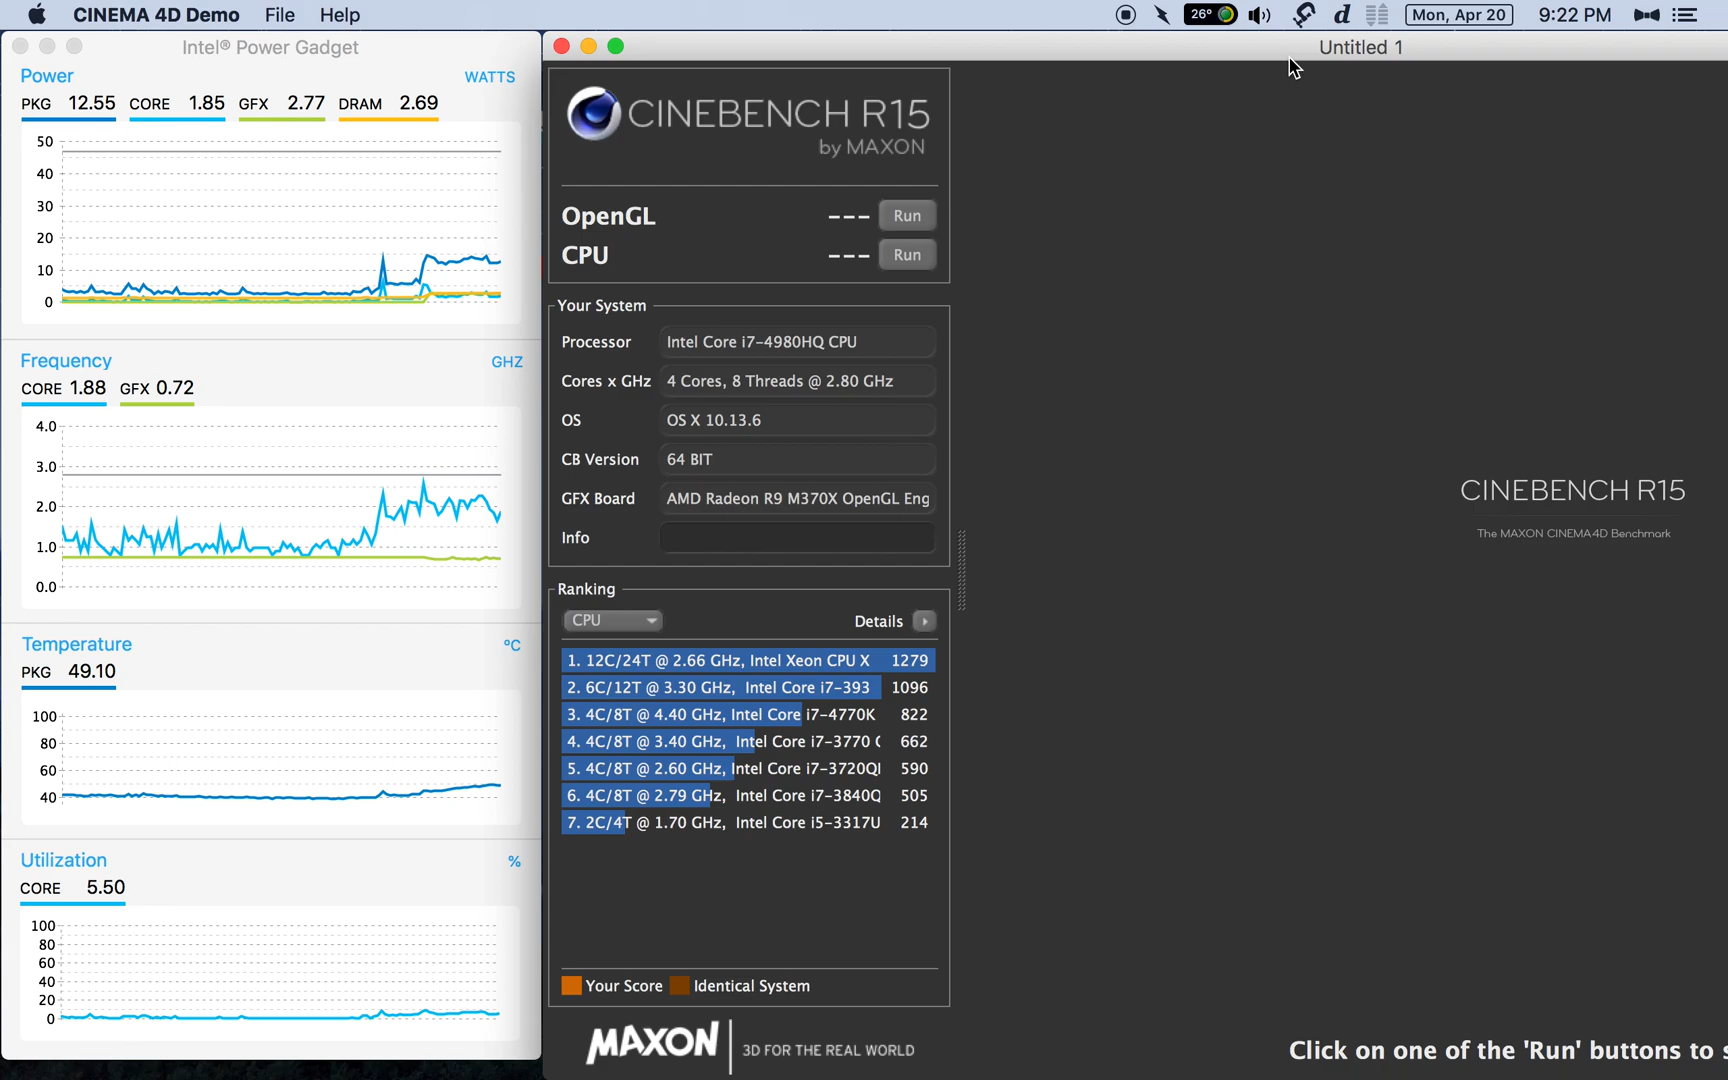 CINEMA 4D Demo File Help 26° d Mon, Apr 20 9:22 PM
Intel® Power Gadget
Power WATTS
PKG 12.55 CORE 1.85 GFX 2.77 DRAM 2.69
50
40
30
20
10
0
Frequency GHZ
CORE 1.88 GFX 0.72
4.0
3.0
2.0
1.0
0.0
Temperature °C
PKG 49.10
100
80
60
40
Utilization %
CORE 5.50
100
80
60
40
20
0
Untitled 1
CINEBENCH R15
by MAXON
OpenGL --- Run
CPU --- Run
Your System
Processor Intel Core i7-4980HQ CPU
Cores x GHz 4 Cores, 8 Threads @ 2.80 GHz
OS OS X 10.13.6
CB Version 64 BIT
GFX Board AMD Radeon R9 M370X OpenGL Eng
Info
Ranking
CPU Details
1. 12C/24T @ 2.66 GHz, Intel Xeon CPU X 1279
2. 6C/12T @ 3.30 GHz, Intel Core i7-393 1096
3. 4C/8T @ 4.40 GHz, Intel Core i7-4770K 822
4. 4C/8T @ 3.40 GHz, Intel Core i7-3770 662
5. 4C/8T @ 2.60 GHz, Intel Core i7-3720Q 590
6. 4C/8T @ 2.79 GHz, Intel Core i7-3840Q 505
7. 2C/4T @ 1.70 GHz, Intel Core i5-3317U 214
Your Score Identical System
MAXON 3D FOR THE REAL WORLD
CINEBENCH R15
The MAXON CINEMA4D Benchmark
Click on one of the 'Run' buttons to s